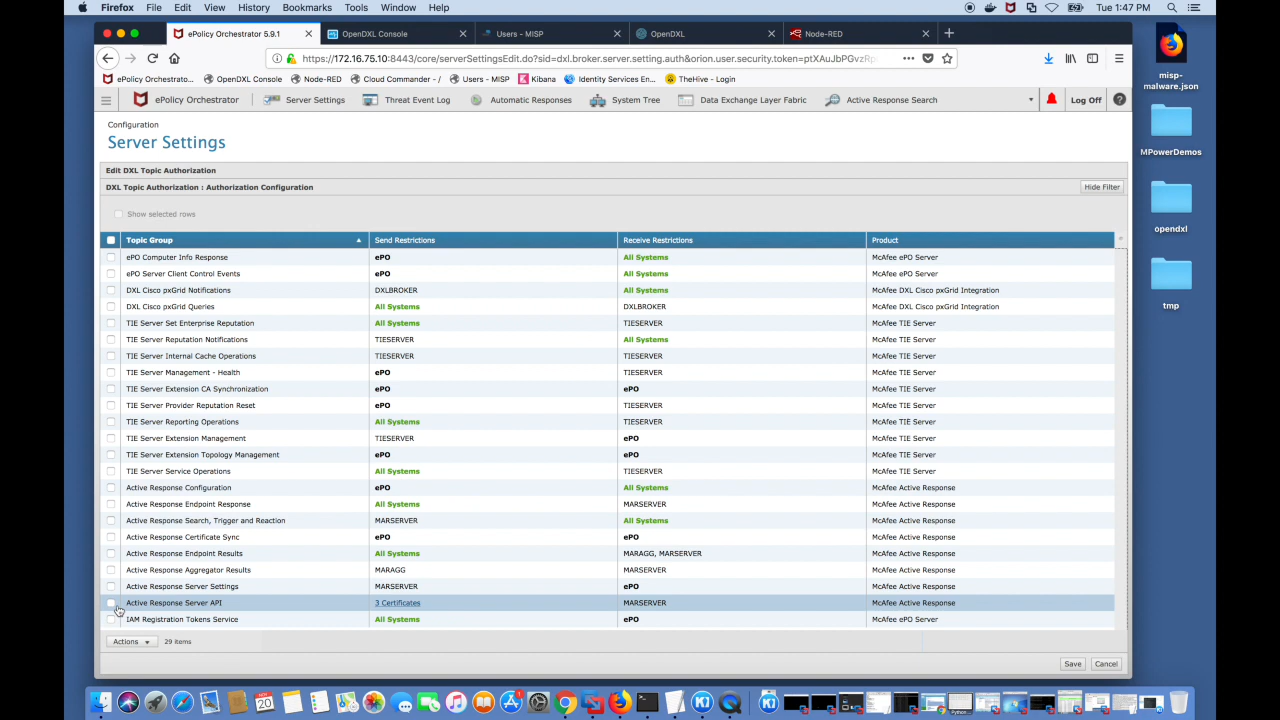 Firefox File Edit View History Bookmarks Tools Window Help
Tue 1:47 PM
ePolicy Orchestrator 5.9.1 OpenDXL Console Users - MISP OpenDXL Node-RED
https://172.16.75.10:8443/core/serverSettingsEdit.do?sid=dxl.broker.server.setting.auth&orion.user.security.token=ptXAuJbPGvzRp
ePolicy Orchestrato... OpenDXL Console Node-RED Cloud Commander - / Users - MISP Kibana Identity Services En... TheHive - Login
ePolicy Orchestrator Server Settings Threat Event Log Automatic Responses System Tree Data Exchange Layer Fabric Active Response Search Log Off ?
Configuration
Server Settings
Edit DXL Topic Authorization
DXL Topic Authorization : Authorization Configuration Hide Filter
Show selected rows
Topic Group Send Restrictions Receive Restrictions Product
ePO Computer Info Response ePO All Systems McAfee ePO Server
ePO Server Client Control Events ePO All Systems McAfee ePO Server
DXL Cisco pxGrid Notifications DXLBROKER All Systems McAfee DXL Cisco pxGrid Integration
DXL Cisco pxGrid Queries All Systems DXLBROKER McAfee DXL Cisco pxGrid Integration
TIE Server Set Enterprise Reputation All Systems TIESERVER McAfee TIE Server
TIE Server Reputation Notifications TIESERVER All Systems McAfee TIE Server
TIE Server Internal Cache Operations TIESERVER TIESERVER McAfee TIE Server
TIE Server Management - Health ePO TIESERVER McAfee TIE Server
TIE Server Extension CA Synchronization ePO ePO McAfee TIE Server
TIE Server Provider Reputation Reset ePO TIESERVER McAfee TIE Server
TIE Server Reporting Operations All Systems TIESERVER McAfee TIE Server
TIE Server Extension Management TIESERVER ePO McAfee TIE Server
TIE Server Extension Topology Management ePO ePO McAfee TIE Server
TIE Server Service Operations All Systems TIESERVER McAfee TIE Server
Active Response Configuration ePO All Systems McAfee Active Response
Active Response Endpoint Response All Systems MARSERVER McAfee Active Response
Active Response Search, Trigger and Reaction MARSERVER All Systems McAfee Active Response
Active Response Certificate Sync ePO MARSERVER McAfee Active Response
Active Response Endpoint Results All Systems MARAGG, MARSERVER McAfee Active Response
Active Response Aggregator Results MARAGG MARSERVER McAfee Active Response
Active Response Server Settings MARSERVER ePO McAfee Active Response
Active Response Server API 3 Certificates MARSERVER McAfee Active Response
IAM Registration Tokens Service All Systems ePO McAfee ePO Server
Actions 29 items
Save Cancel
misp-
malware.json
MPowerDemos
opendxl
tmp
NOV
20
1
Python